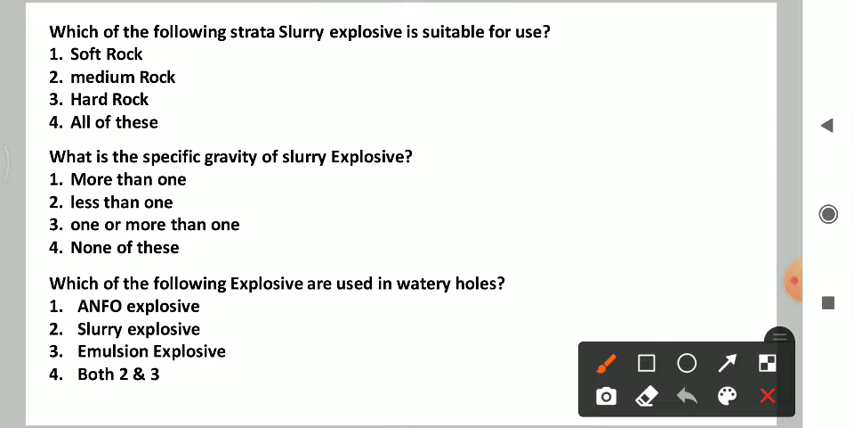 Which of the following strata Slurry explosive is suitable for use?
1. Soft Rock
2. medium Rock
3. Hard Rock
4. All of these
What is the specific gravity of slurry Explosive?
1. More than one
2. less than one
3. one or more than one
4. None of these
Which of the following Explosive are used in watery holes?
1. ANFO explosive
2. Slurry explosive
3. Emulsion Explosive
4. Both 2 & 3